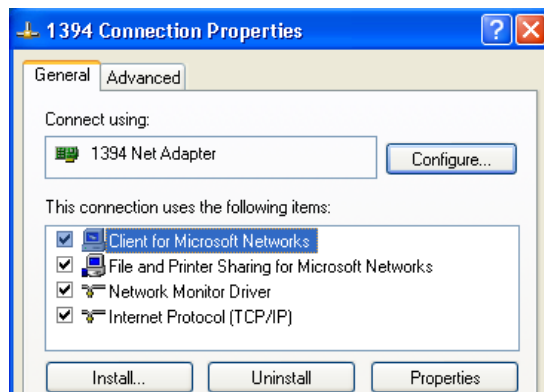 1394 Connection Properties
General Advanced
Connect using:
1394 Net Adapter Configure...
This connection uses the following items:
Client for Microsoft Networks
File and Printer Sharing for Microsoft Networks
Network Monitor Driver
Internet Protocol (TCP/IP)
Install... Uninstall Properties